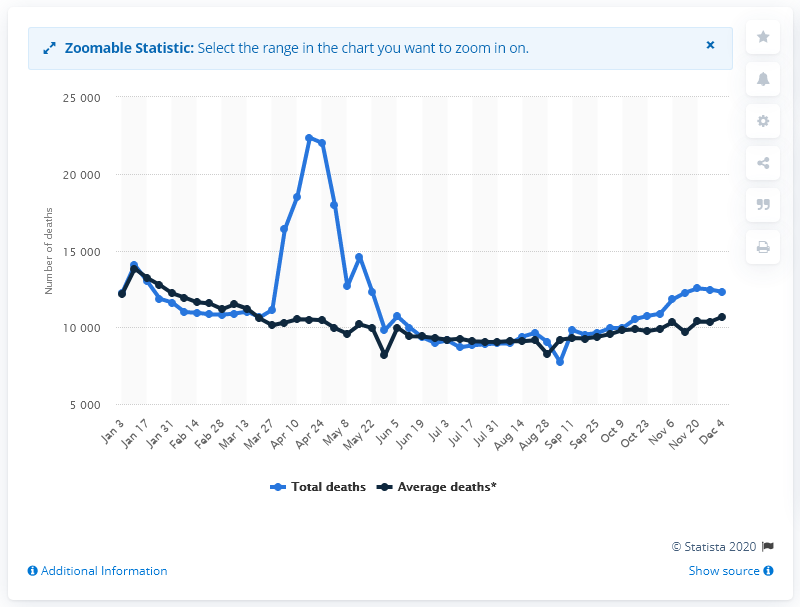 Zoomable Statistic: Select the range in the chart you want to zoom in on.
25 000
20 000
15 000
10 000
5 000
Number of deaths
Jan 3
Jan 17
Jan 31
Feb 14
Feb 28
Mar 13
Mar 27
Apr 10
Apr 24
May 8
May 22
Jun 5
Jun 19
Jul 3
Jul 17
Jul 31
Aug 14
Aug 28
Sep 11
Sep 25
Oct 9
Oct 23
Nov 6
Nov 20
Dec 4
Total deaths
Average deaths*
© Statista 2020
Additional Information
Show source